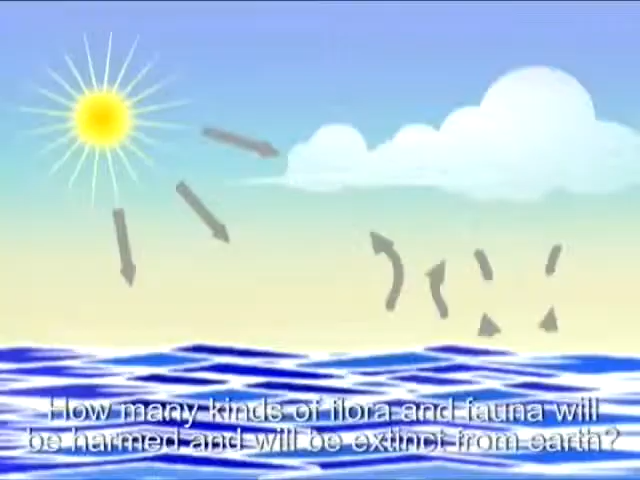 How many kinds of flora and fauna will
be harmed and will be extinct from earth?